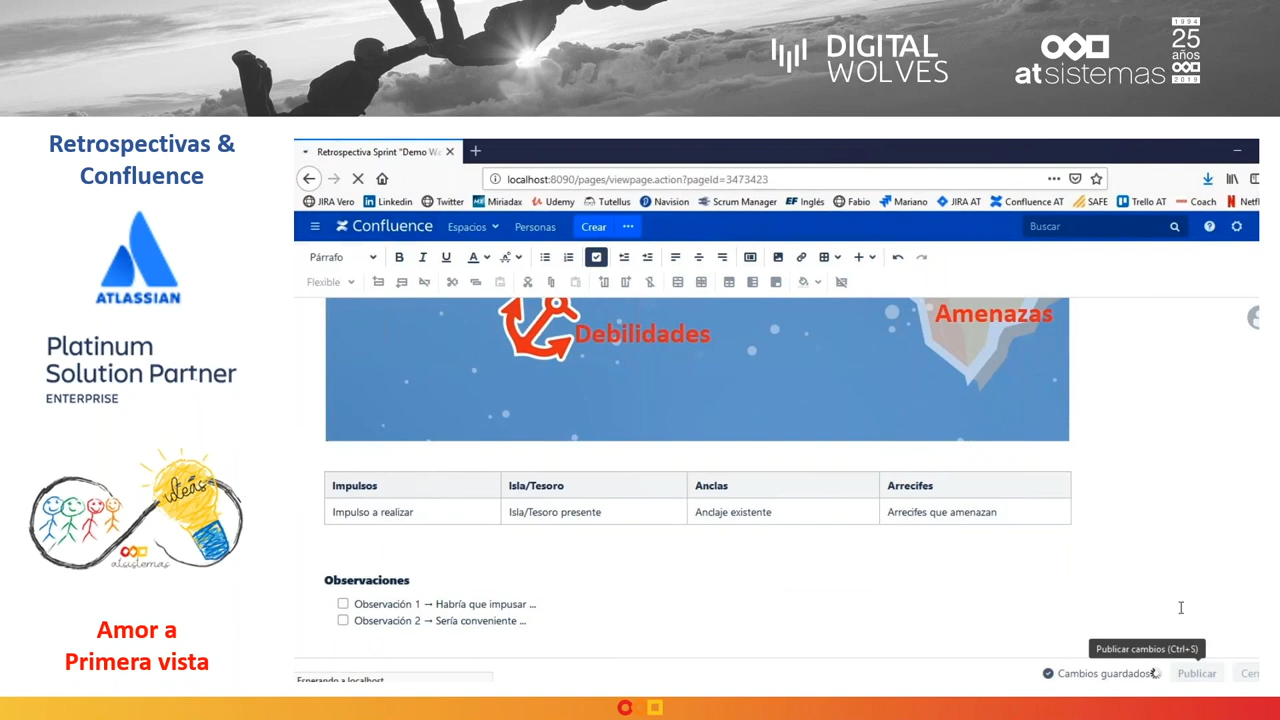 DIGITAL
WOLVES
atsistemas
1994
25
años
2019
Retrospectivas &
Confluence
ATLASSIAN
Platinum
Solution Partner
ENTERPRISE
ideas
atsistemas
Amor a
Primera vista
Retrospectiva Sprint "Demo We
localhost:8090/pages/viewpage.action?pageId=3473423
JIRA Vero Linkedin Twitter Miriadax Udemy Tutellus Navision Scrum Manager EF Inglés Fabio Mariano JIRA AT Confluence AT SAFE Trello AT Coach Netfl
Confluence Espacios Personas Crear Buscar
Párrafo B I U A
Flexible
Debilidades
Amenazas
Impulsos Isla/Tesoro Anclas Arrecifes
Impulso a realizar Isla/Tesoro presente Anclaje existente Arrecifes que amenazan
Observaciones
Observación 1 → Habría que impusar ...
Observación 2 → Sería conveniente ...
Publicar cambios (Ctrl+S)
Cambios guardados Publicar Cer
Esperando a localhost